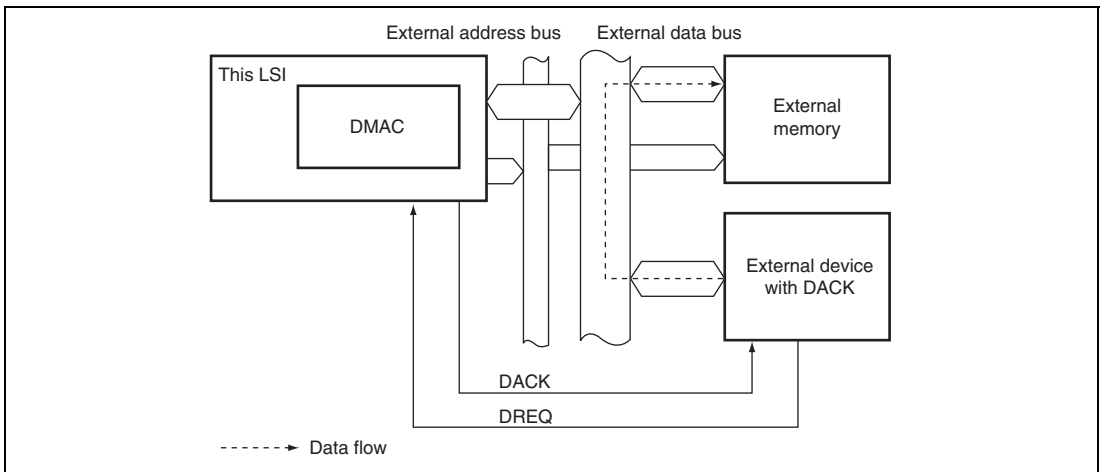 External address bus
External data bus
This LSI
DMAC
External
memory
External device
with DACK
DACK
DREQ
Data flow